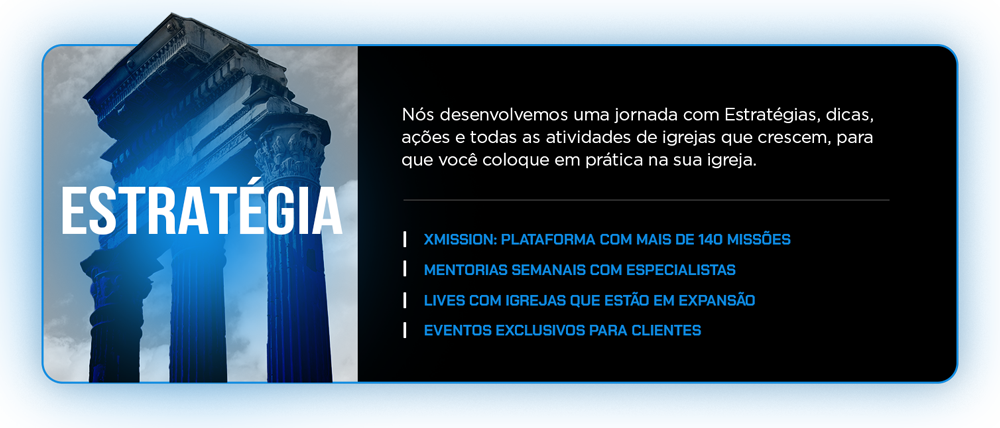 ESTRATÉGIA
Nós desenvolvemos uma jornada com Estratégias, dicas,
ações e todas as atividades de igrejas que crescem, para
que você coloque em prática na sua igreja.
XMISSION: PLATAFORMA COM MAIS DE 140 MISSÕES
MENTORIAS SEMANAIS COM ESPECIALISTAS
LIVES COM IGREJAS QUE ESTÃO EM EXPANSÃO
EVENTOS EXCLUSIVOS PARA CLIENTES